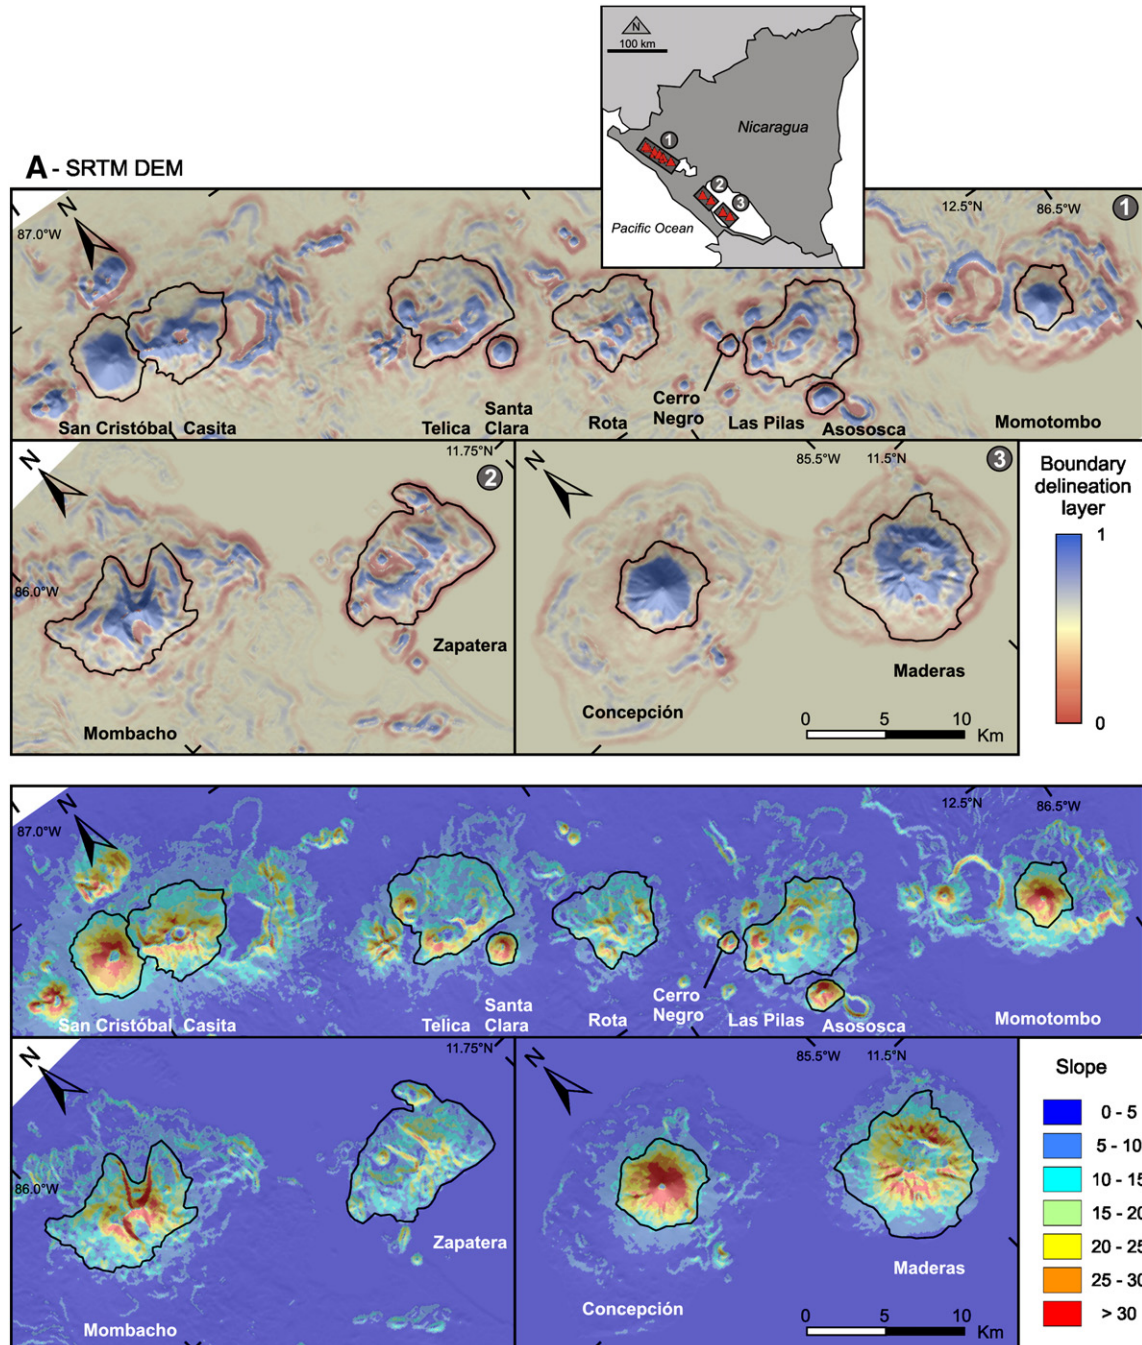 N
100 km
Nicaragua
1
2
3
Pacific Ocean
A - SRTM DEM
N
87.0°W
12.5°N
86.5°W
1
San Cristóbal Casita
Telica
Santa
Clara
Rota
Cerro
Negro
Las Pilas
Asososca
Momotombo
N
11.75°N
2
86.0°W
Zapatera
Mombacho
N
85.5°W
11.5°N
3
Concepción
Maderas
0 5 10
Km
Boundary
delineation
layer
1
0
N
87.0°W
12.5°N
86.5°W
San Cristóbal Casita
Telica
Santa
Clara
Rota
Cerro
Negro
Las Pilas
Asososca
Momotombo
N
11.75°N
86.0°W
Zapatera
Mombacho
N
85.5°W
11.5°N
Concepción
Maderas
0 5 10
Km
Slope
0 - 5
5 - 10
10 - 15
15 - 20
20 - 25
25 - 30
> 30